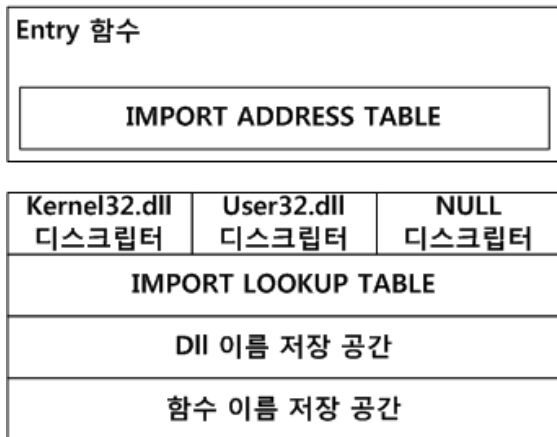 Entry 함수
IMPORT ADDRESS TABLE
Kernel32.dll
디스크립터
User32.dll
디스크립터
NULL
디스크립터
IMPORT LOOKUP TABLE
Dll 이름 저장 공간
함수 이름 저장 공간